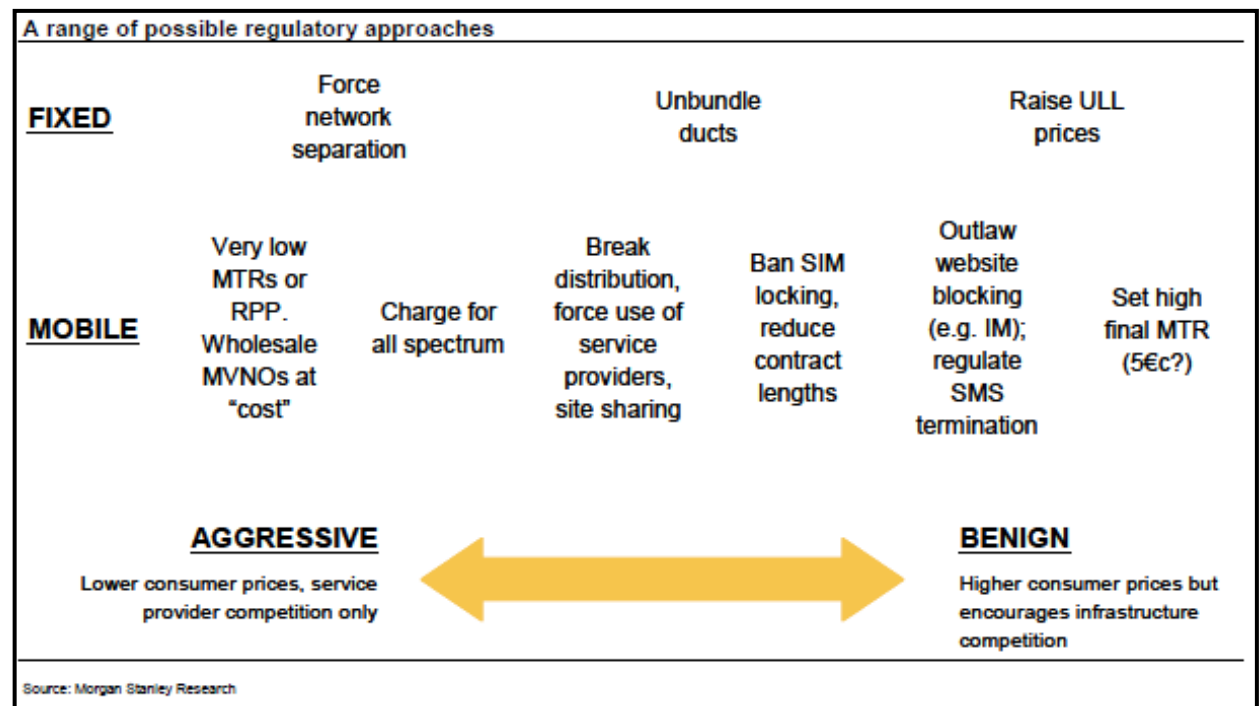 A range of possible regulatory approaches
FIXED
Force
network
separation
Unbundle
ducts
Raise ULL
prices
MOBILE
Very low
MTRs or
RPP.
Wholesale
MVNOs at
“cost”
Charge for
all spectrum
Break
distribution,
force use of
service
providers,
site sharing
Ban SIM
locking,
reduce
contract
lengths
Outlaw
website
blocking
(e.g. IM);
regulate
SMS
termination
Set high
final MTR
(5€c?)
AGGRESSIVE
Lower consumer prices, service
provider competition only
BENIGN
Higher consumer prices but
encourages infrastructure
competition
Source: Morgan Stanley Research